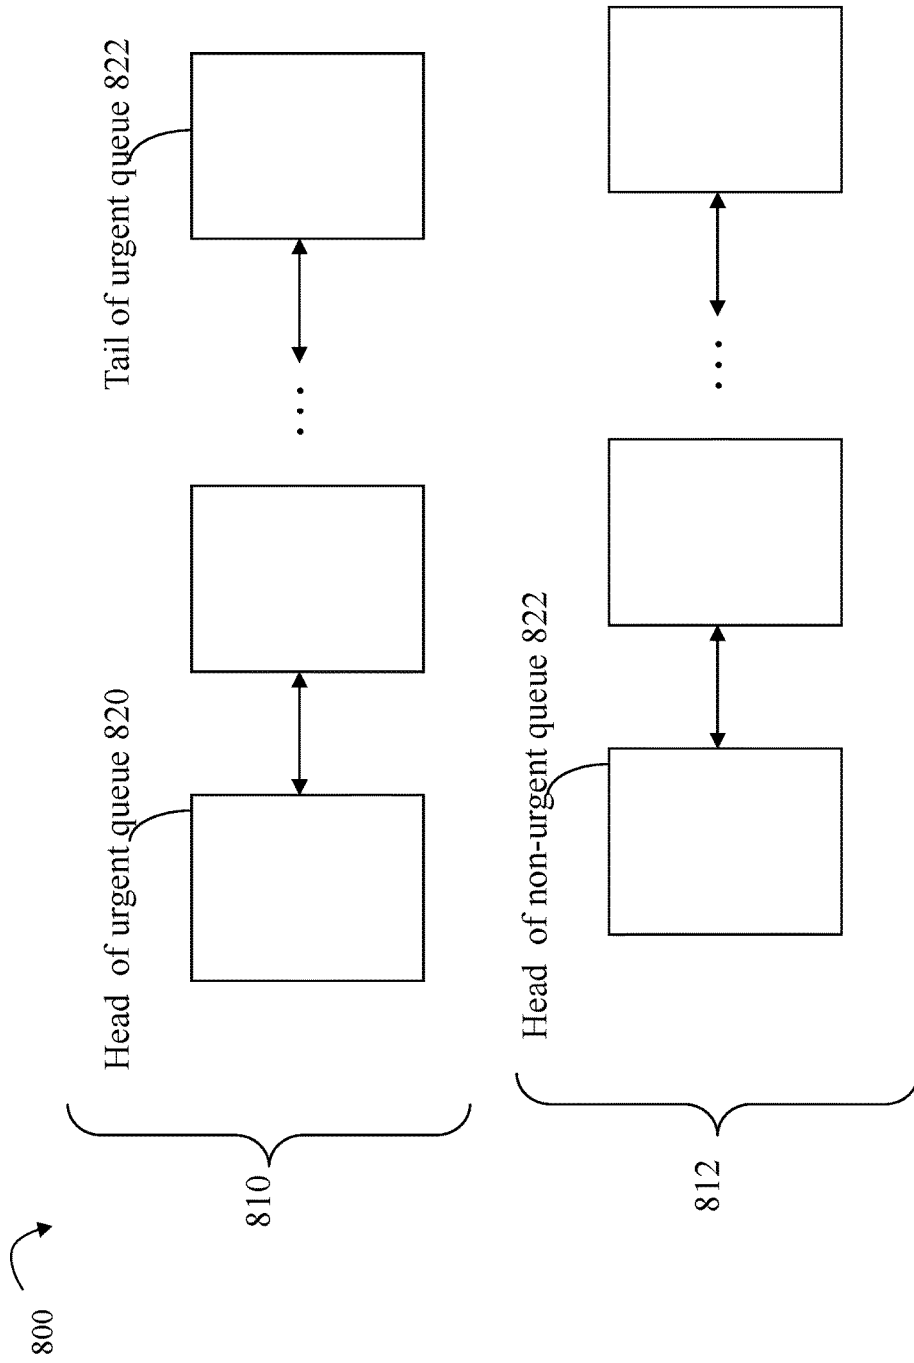 800
810
Head of urgent queue 820
Tail of urgent queue 822
...
812
Head of non-urgent queue 822
...